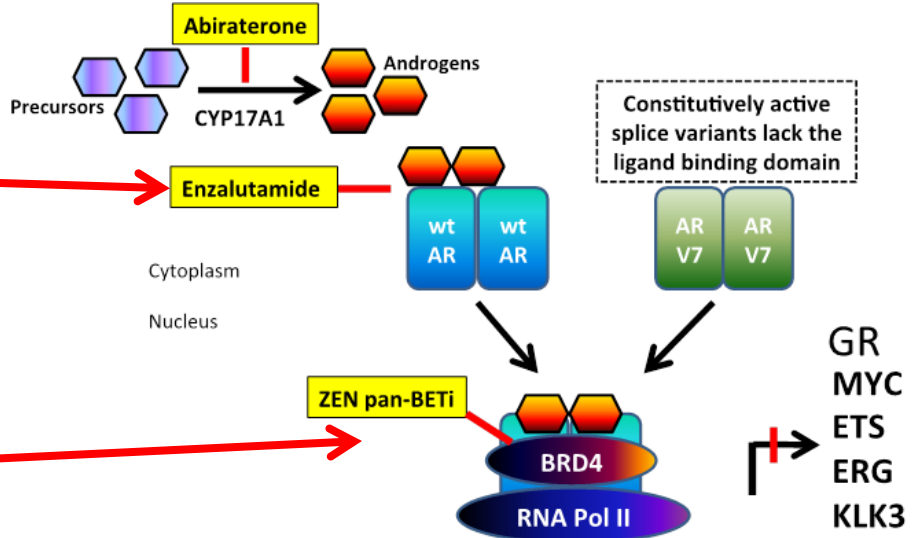 Abiraterone
Precursors
CYP17A1
Androgens
Constitutively active
splice variants lack the
ligand binding domain
Enzalutamide
wt
AR
wt
AR
AR
V7
AR
V7
Cytoplasm
Nucleus
ZEN pan-BETi
BRD4
RNA Pol II
GR
MYC
ETS
ERG
KLK3